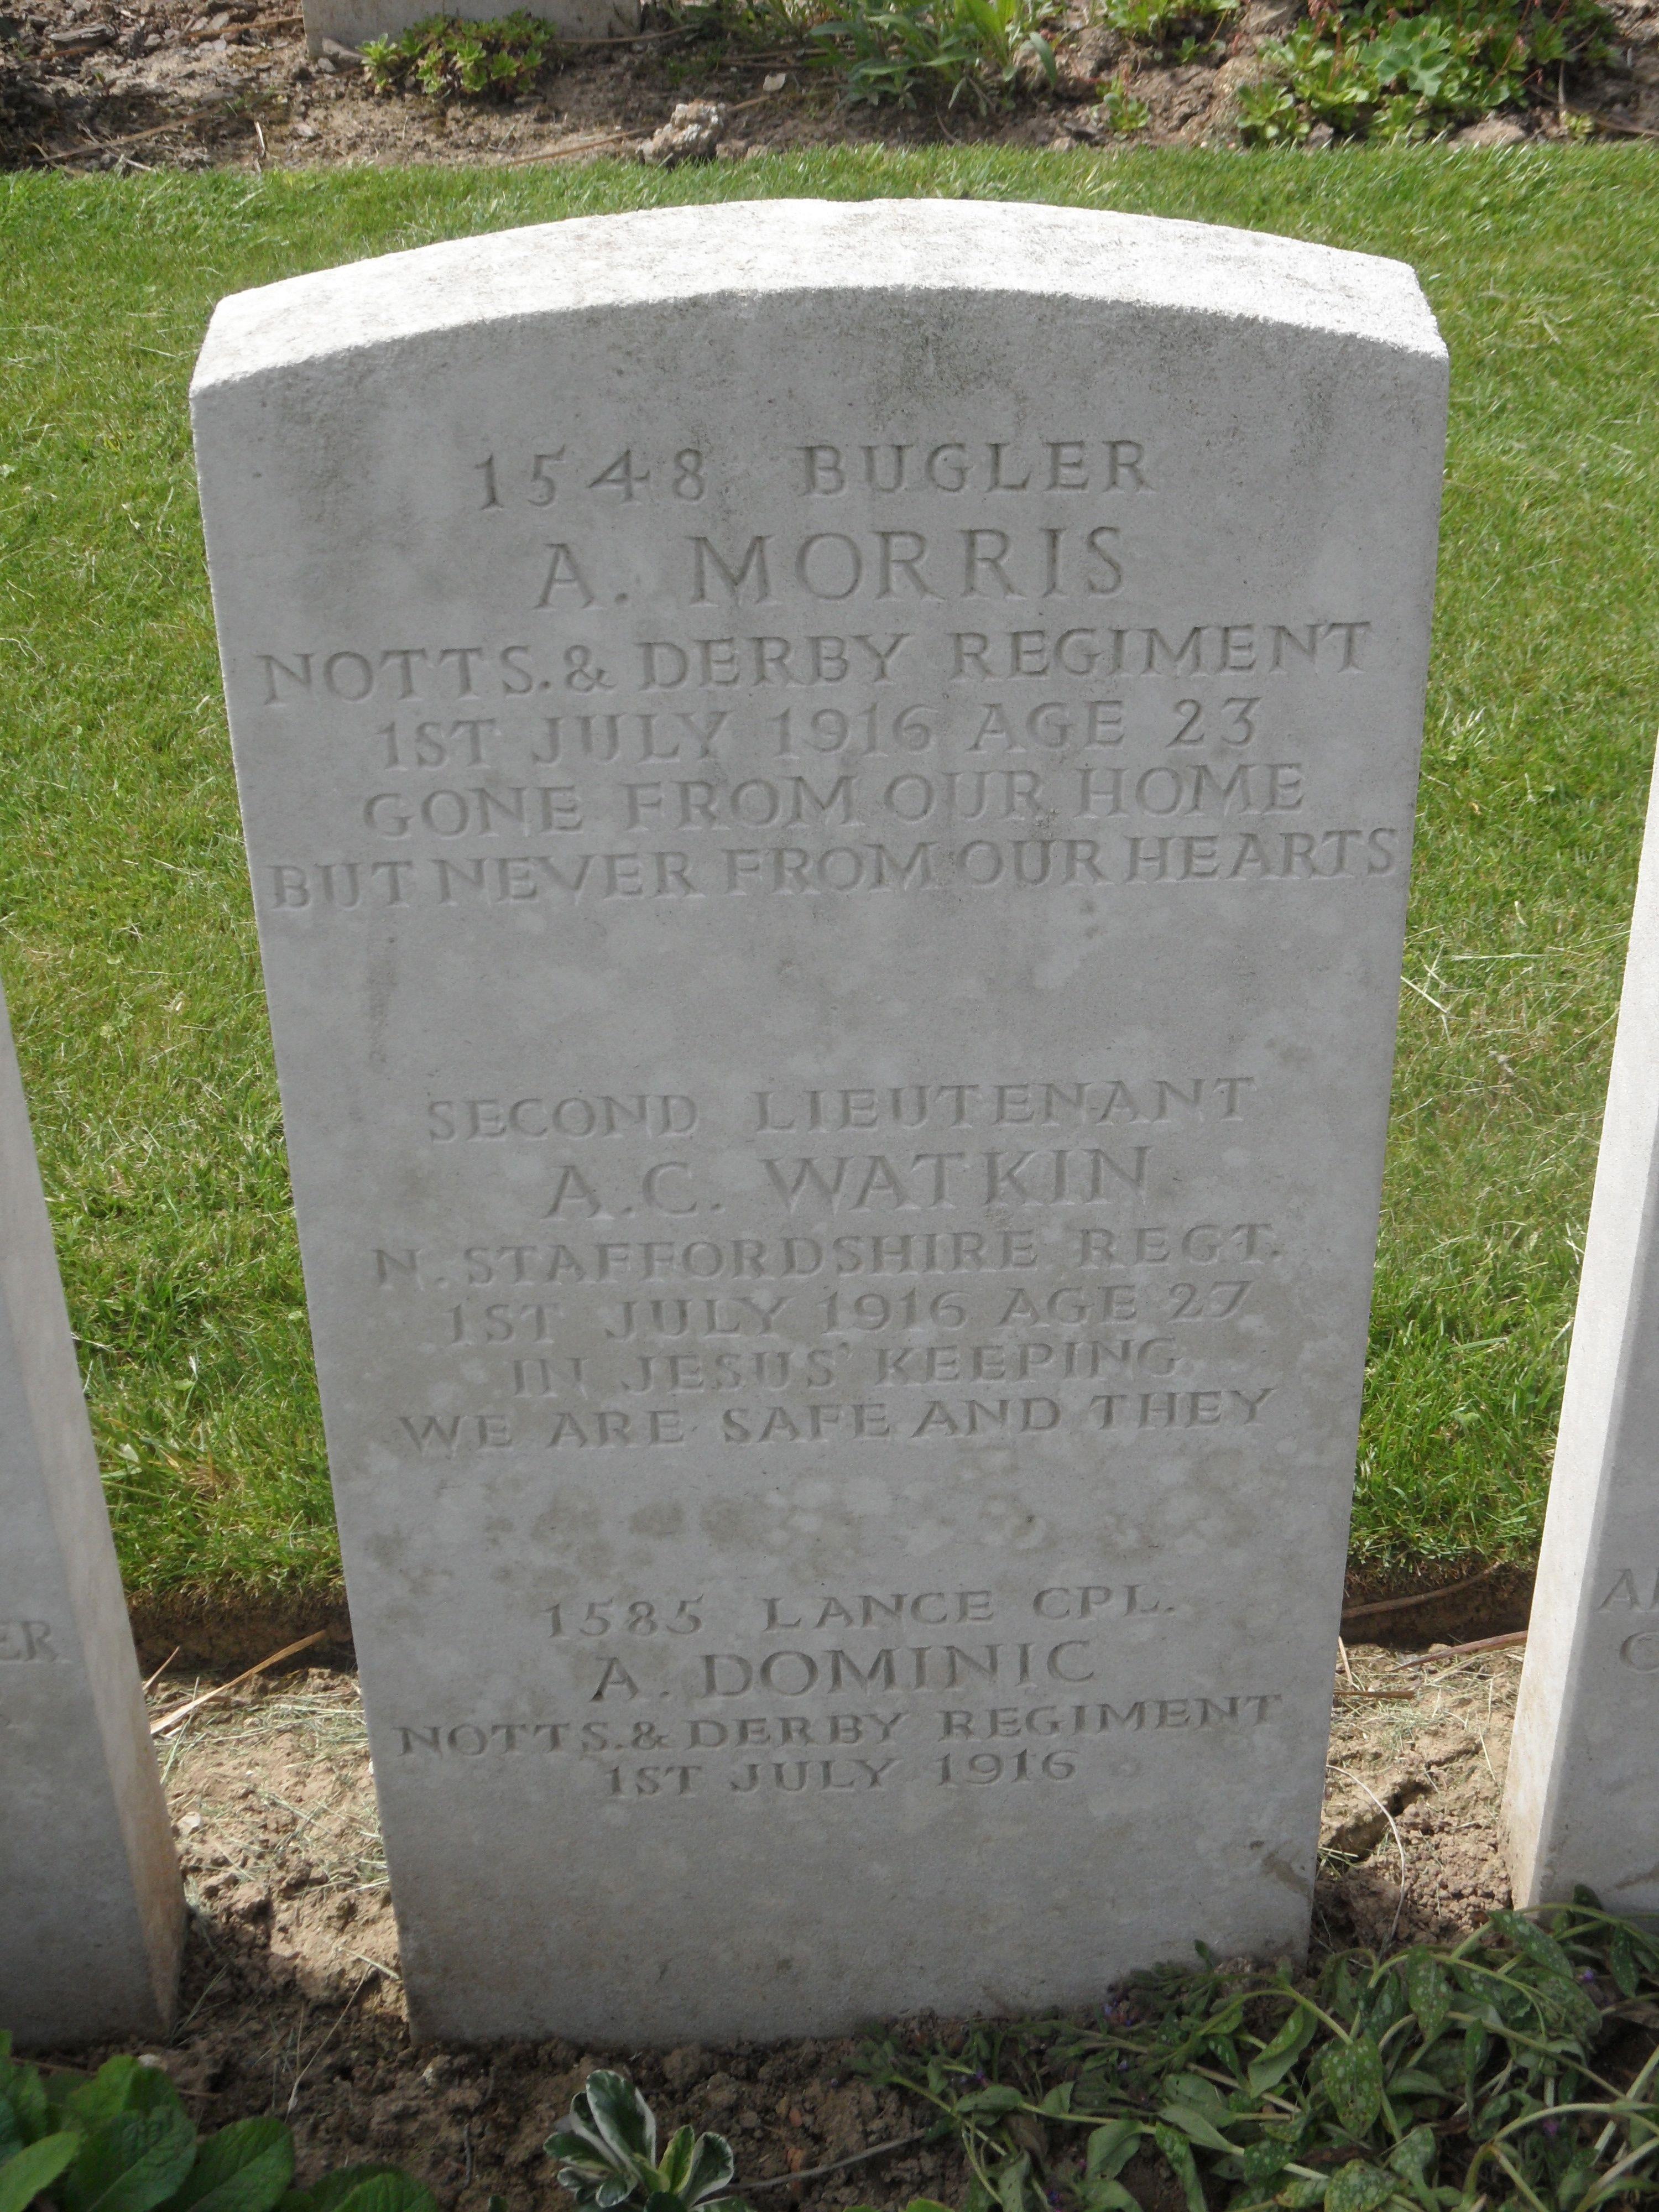 1548 BUGLER
A. MORRIS
NOTTS. & DERBY REGIMENT
1ST JULY 1916 AGE 23
GONE FROM OUR HOME
BUT NEVER FROM OUR HEARTS
SECOND LIEUTENANT
A.C. WATKIN
N. STAFFORDSHIRE REGT.
1ST JULY 1916 AGE 27
IN JESUS' KEEPING
WE ARE SAFE AND THEY
1585 LANCE CPL.
A. DOMINIC
NOTTS. & DERBY REGIMENT
1ST JULY 1916